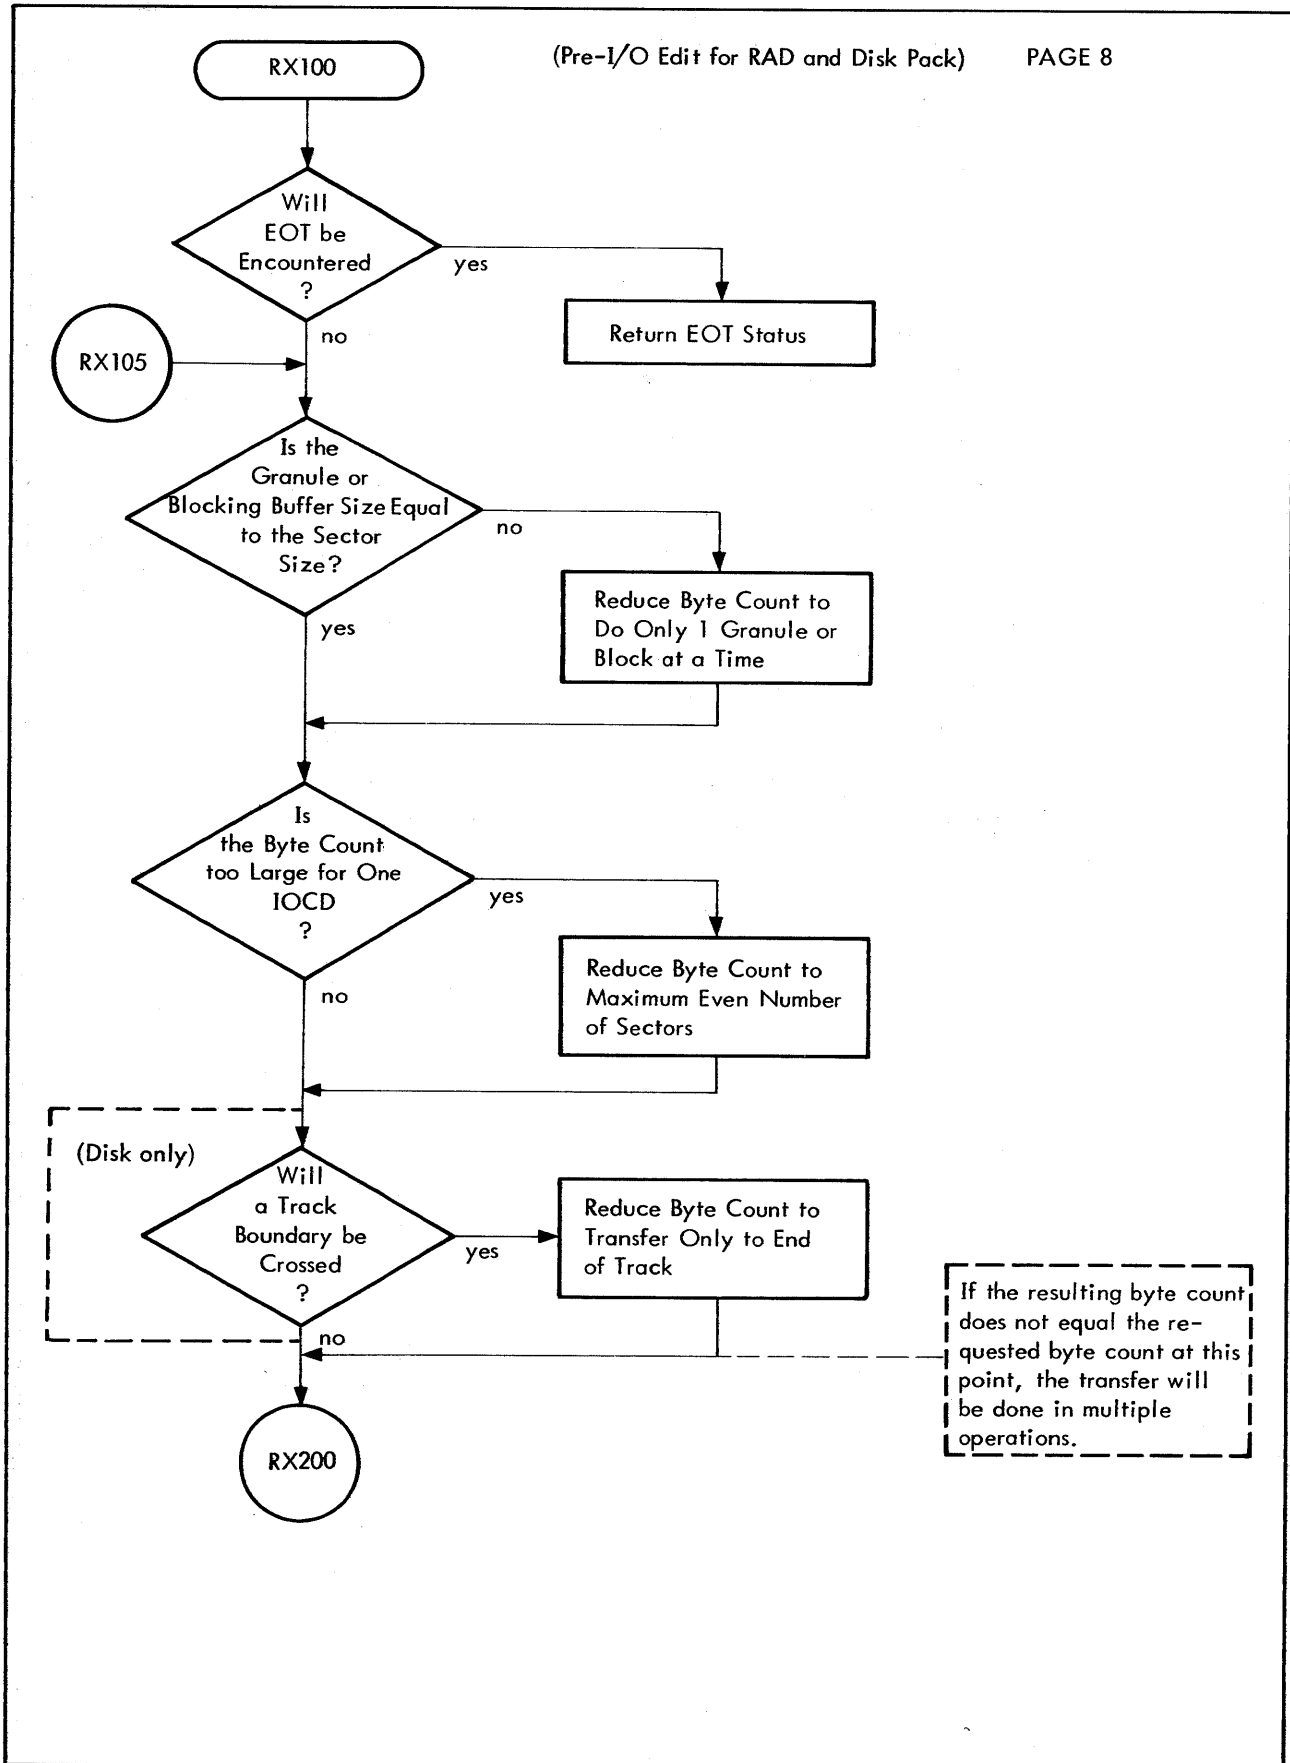 (Pre-I/O Edit for RAD and Disk Pack) PAGE 8
RX100
Will
EOT be
Encountered
?
yes
Return EOT Status
no
RX105
Is the
Granule or
Blocking Buffer Size Equal
to the Sector
Size?
no
Reduce Byte Count to
Do Only 1 Granule or
Block at a Time
yes
Is
the Byte Count
too Large for One
IOCD
?
yes
Reduce Byte Count to
Maximum Even Number
of Sectors
no
(Disk only)
Will
a Track
Boundary be
Crossed
?
yes
Reduce Byte Count to
Transfer Only to End
of Track
no
If the resulting byte count
does not equal the re-
quested byte count at this
point, the transfer will
be done in multiple
operations.
RX200